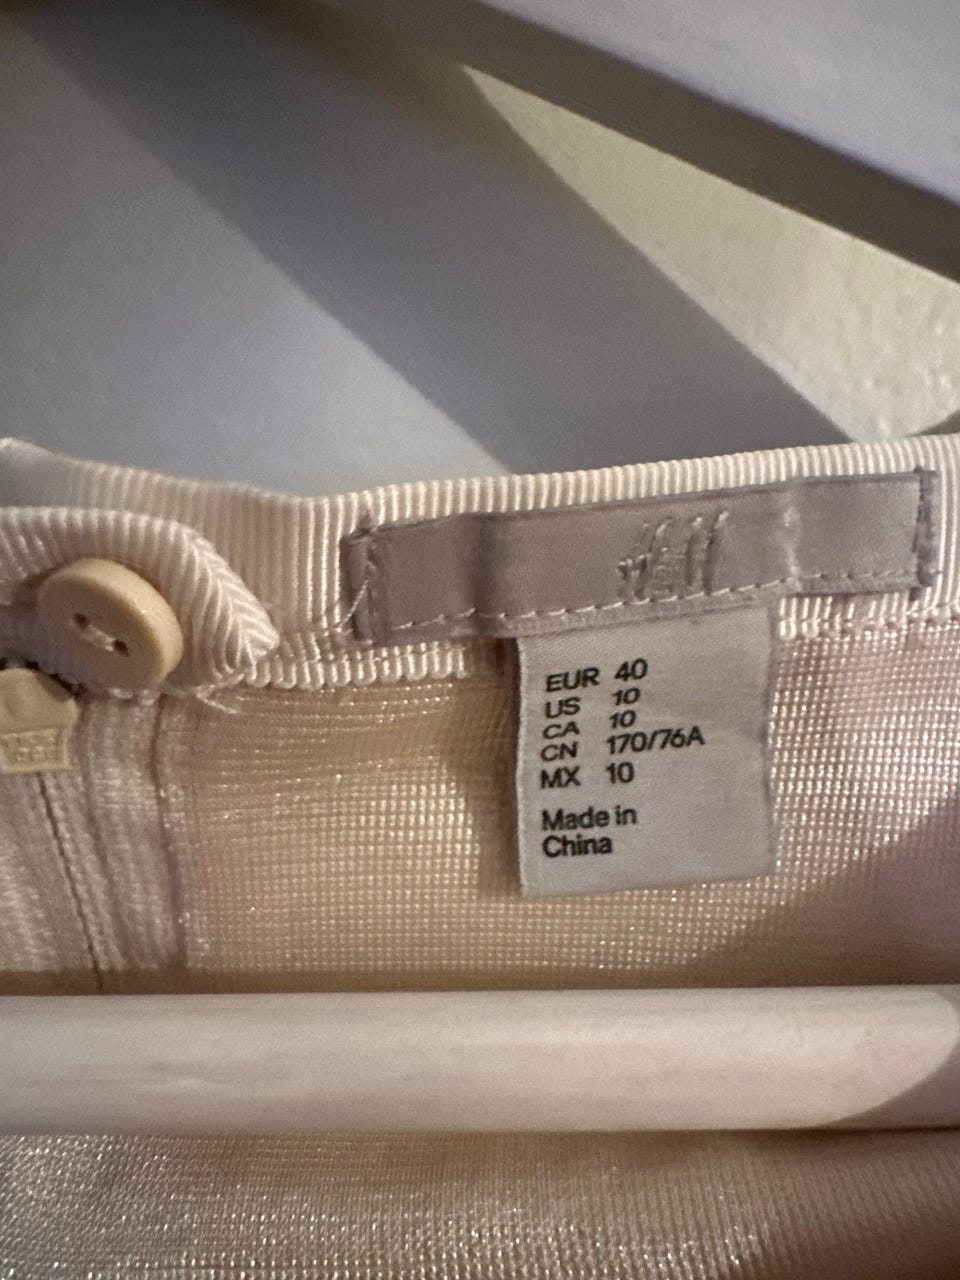 H&M
EUR 40
US 10
CA 10
CN 170/76A
MX 10
Made in
China